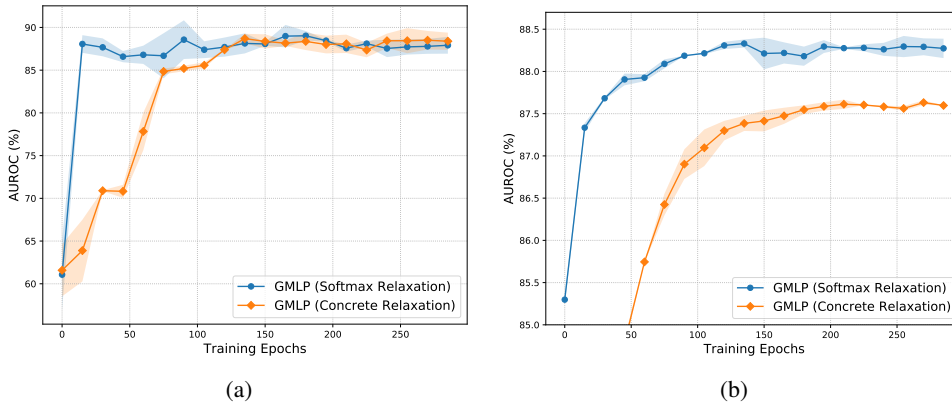 90
85
80
75
70
65
60
AUROC (%)
0 50 100 150 200 250
Training Epochs
GMLP (Softmax Relaxation)
GMLP (Concrete Relaxation)
(a)
88.5
88.0
87.5
87.0
86.5
86.0
85.5
85.0
AUROC (%)
0 50 100 150 200 250
Training Epochs
GMLP (Softmax Relaxation)
GMLP (Concrete Relaxation)
(b)